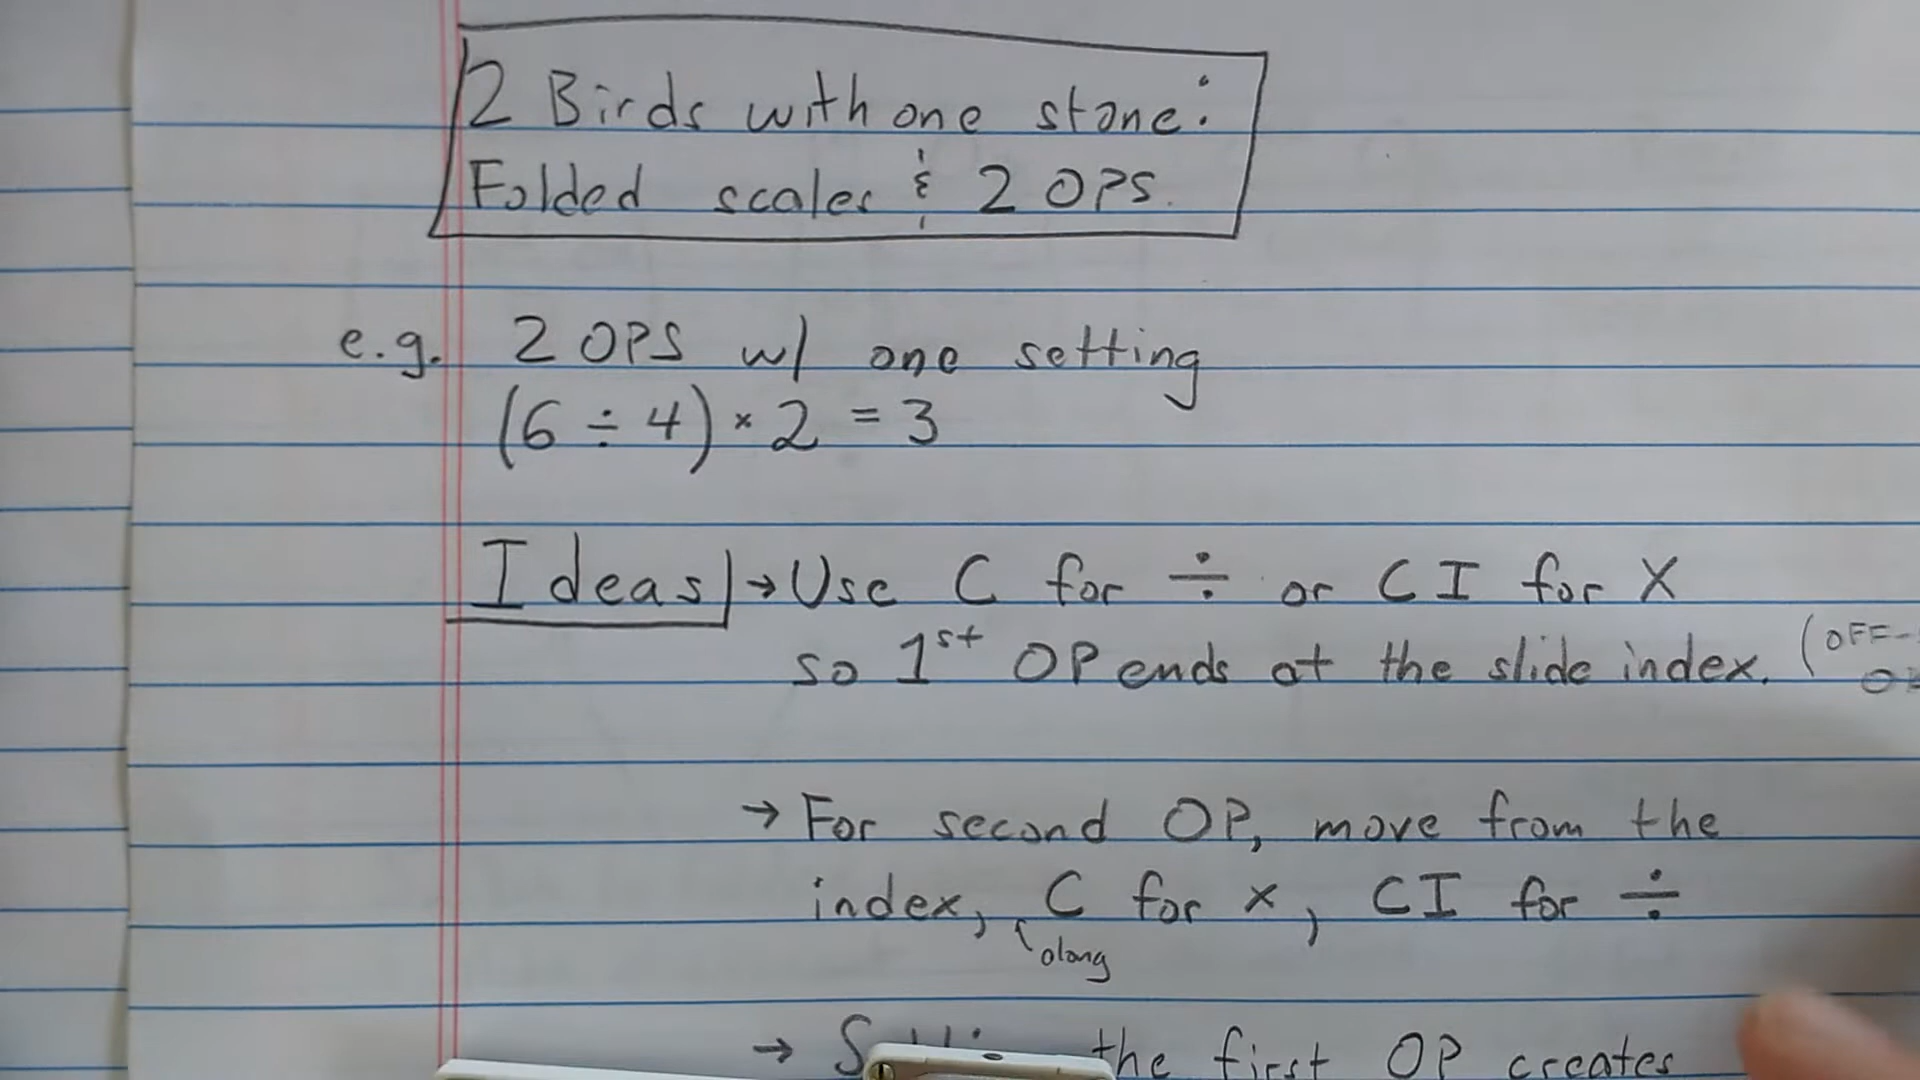 2 Birds with one stone:
Folded scales & 2 OPS.
e.g. 2 OPS w/ one setting
(6 ÷ 4) × 2 = 3
Ideas → Use C for ÷ or CI for X
so 1st OP ends at the slide index. (OFF-
→ For second OP, move from the
index, C for x, CI for ÷
along
→ the first OP creates